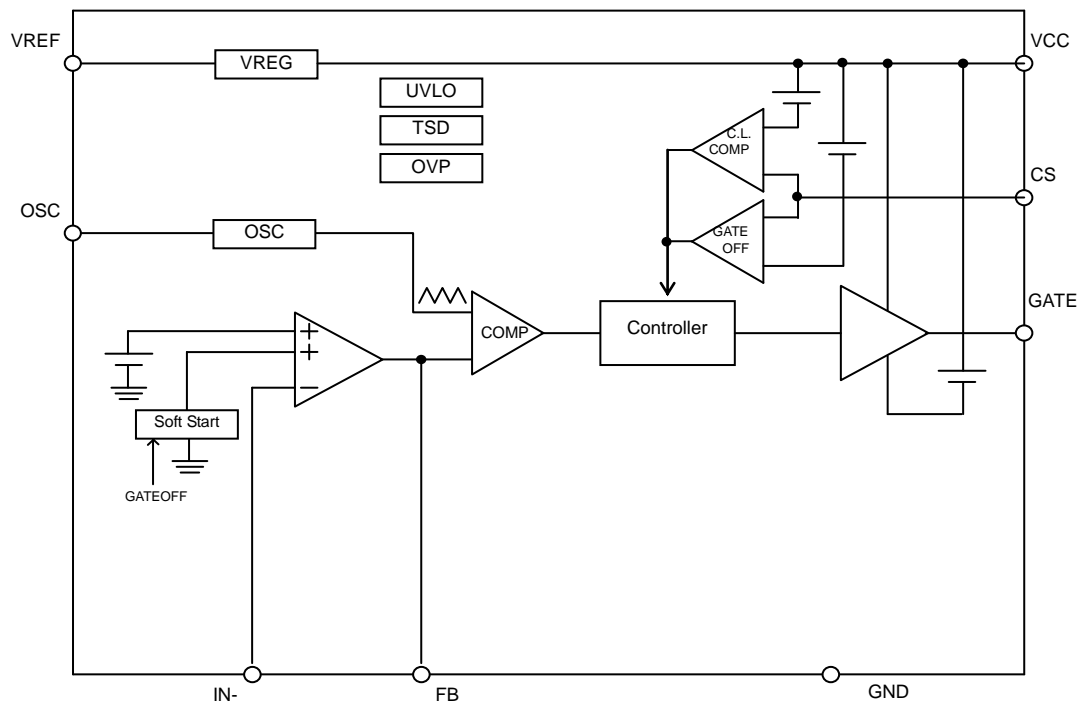 VREF
VCC
VREG
UVLO
TSD
OVP
C.L.
COMP
CS
OSC
OSC
GATE
OFF
GATE
COMP
Controller
Soft Start
GATEOFF
IN-
FB
GND